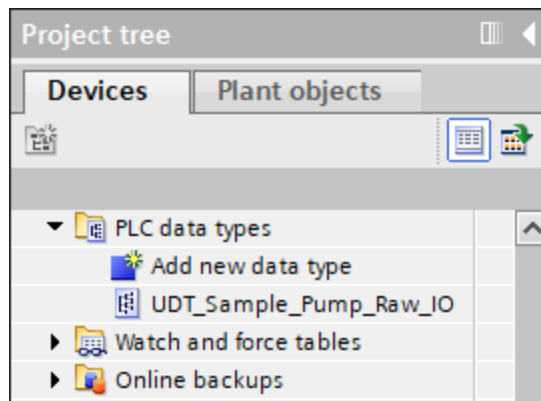 Project tree
Devices Plant objects
PLC data types
Add new data type
UDT_Sample_Pump_Raw_IO
Watch and force tables
Online backups